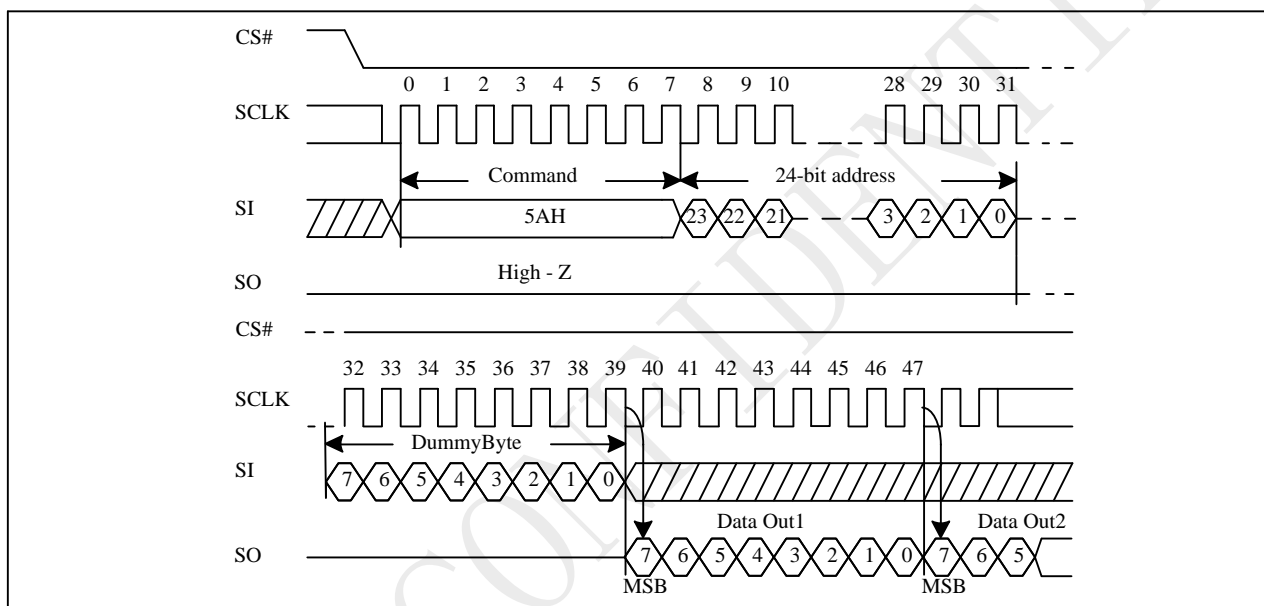 CS#
0 1 2 3 4 5 6 7 8 9 10 28 29 30 31
SCLK
Command 24-bit address
SI 5AH 23 22 21 3 2 1 0
High - Z
SO
CS#
32 33 34 35 36 37 38 39 40 41 42 43 44 45 46 47
SCLK
DummyByte
SI 7 6 5 4 3 2 1 0
Data Out1 Data Out2
SO 7 6 5 4 3 2 1 0 7 6 5
MSB MSB
CONFIDENTI